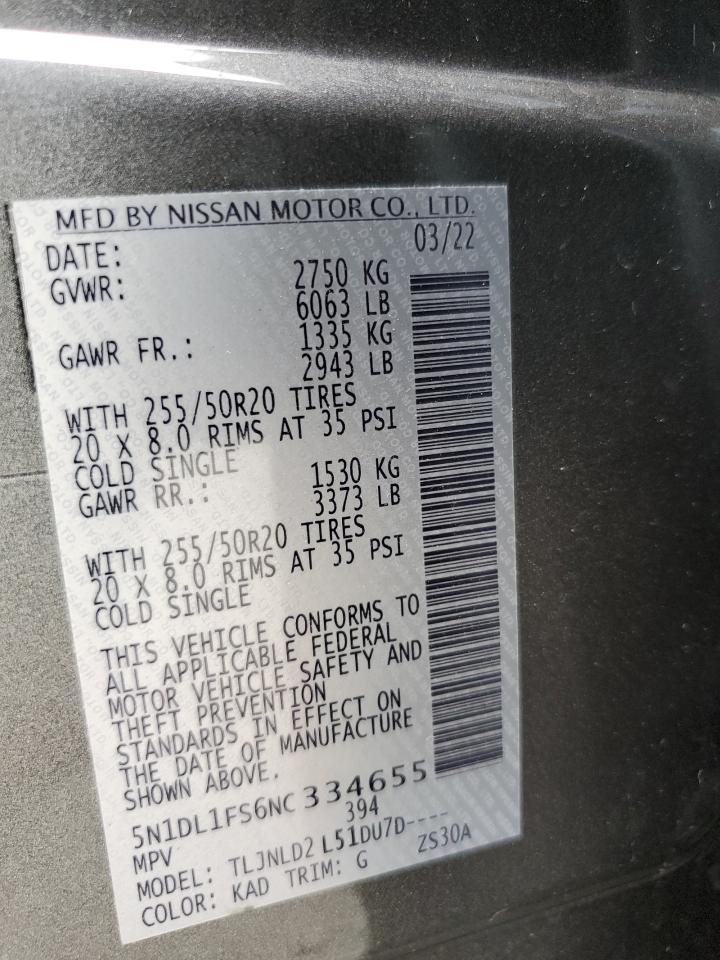 MFD BY NISSAN MOTOR CO., LTD.
DATE: 03/22
GVWR: 2750 KG
6063 LB
GAWR FR.: 1335 KG
2943 LB
WITH 255/50R20 TIRES
20 X 8.0 RIMS AT 35 PSI
COLD SINGLE
GAWR RR.: 1530 KG
3373 LB
WITH 255/50R20 TIRES
20 X 8.0 RIMS AT 35 PSI
COLD SINGLE
THIS VEHICLE CONFORMS TO
ALL APPLICABLE FEDERAL
MOTOR VEHICLE SAFETY AND
THEFT PREVENTION
STANDARDS IN EFFECT ON
THE DATE OF MANUFACTURE
SHOWN ABOVE.
5N1DL1FS6NC 334655
MPV 394
MODEL: TLJNLD2 L51DU7D----
COLOR: KAD TRIM: G ZS30A